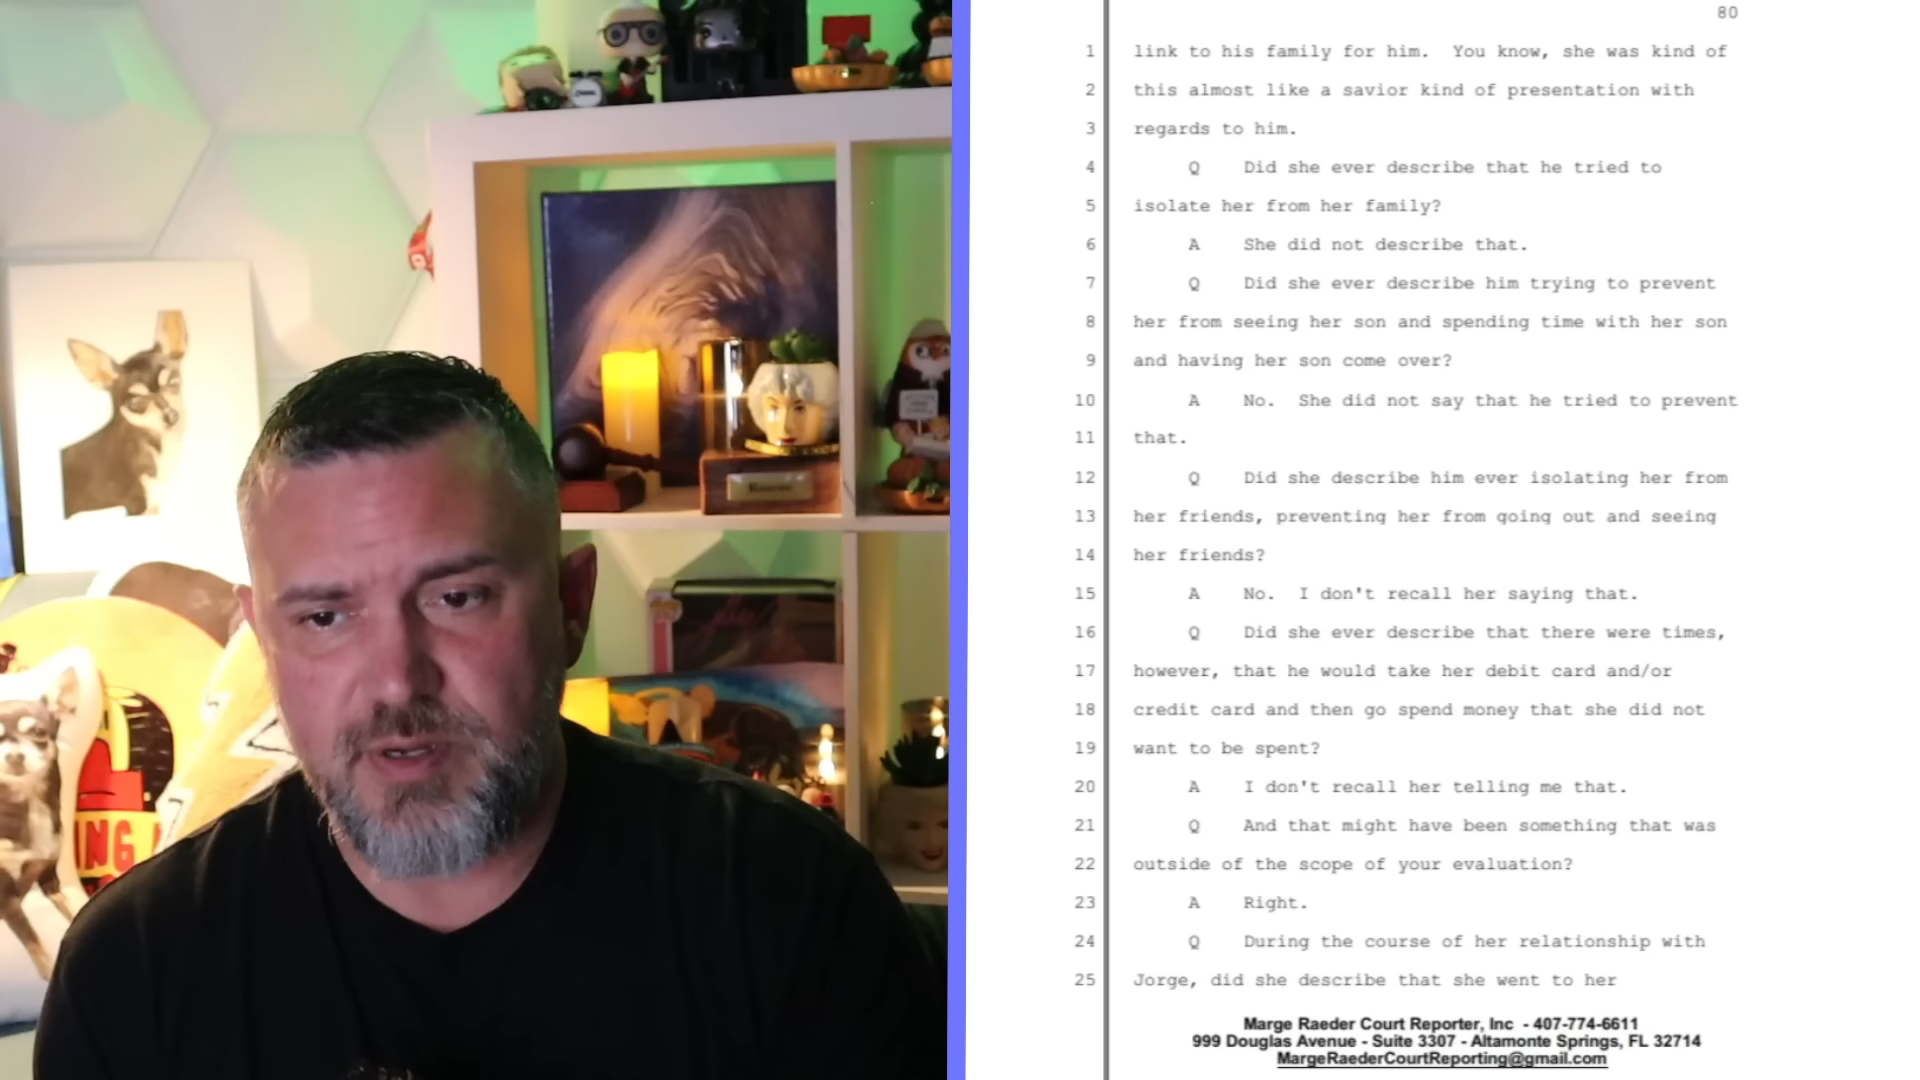 80
1 link to his family for him. You know, she was kind of
2 this almost like a savior kind of presentation with
3 regards to him.
4 Q Did she ever describe that he tried to
5 isolate her from her family?
6 A She did not describe that.
7 Q Did she ever describe him trying to prevent
8 her from seeing her son and spending time with her son
9 and having her son come over?
10 A No. She did not say that he tried to prevent
11 that.
12 Q Did she describe him ever isolating her from
13 her friends, preventing her from going out and seeing
14 her friends?
15 A No. I don't recall her saying that.
16 Q Did she ever describe that there were times,
17 however, that he would take her debit card and/or
18 credit card and then go spend money that she did not
19 want to be spent?
20 A I don't recall her telling me that.
21 Q And that might have been something that was
22 outside of the scope of your evaluation?
23 A Right.
24 Q During the course of her relationship with
25 Jorge, did she describe that she went to her
Marge Raeder Court Reporter, Inc - 407-774-6611
999 Douglas Avenue - Suite 3307 - Altamonte Springs, FL 32714
MargeRaederCourtReporting@gmail.com